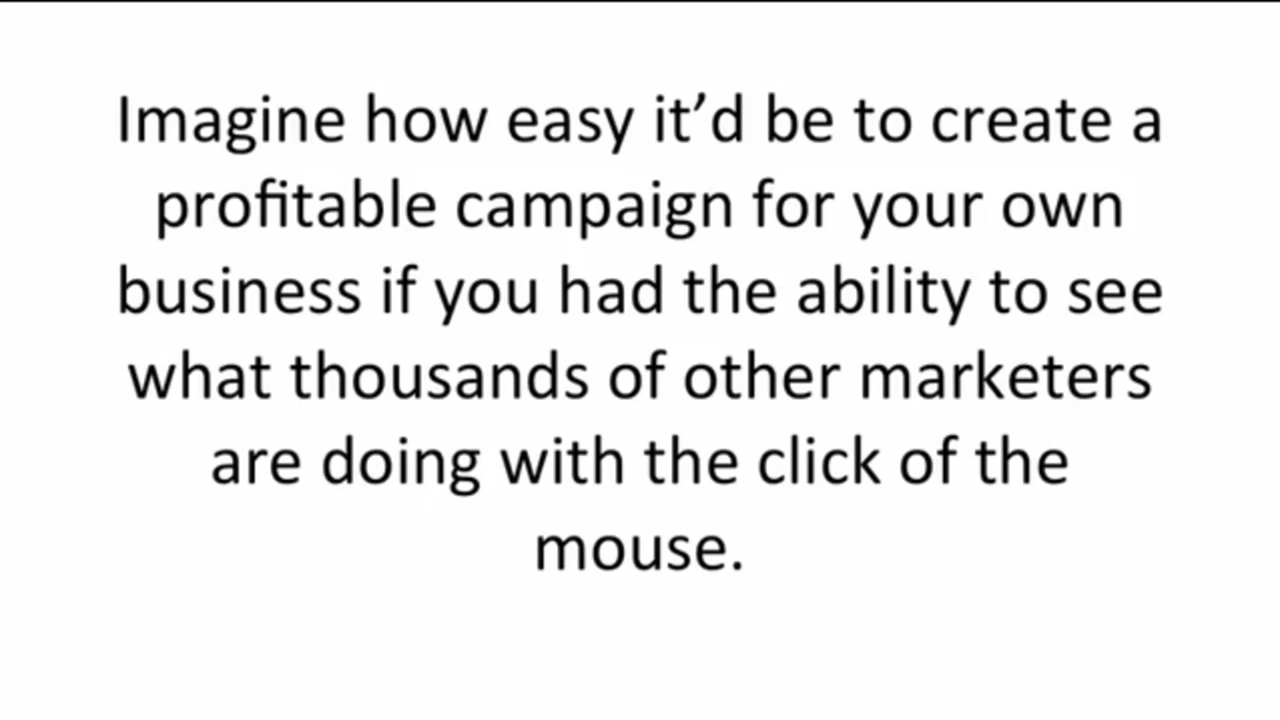 Imagine how easy it’d be to create a
profitable campaign for your own
business if you had the ability to see
what thousands of other marketers
are doing with the click of the
mouse.